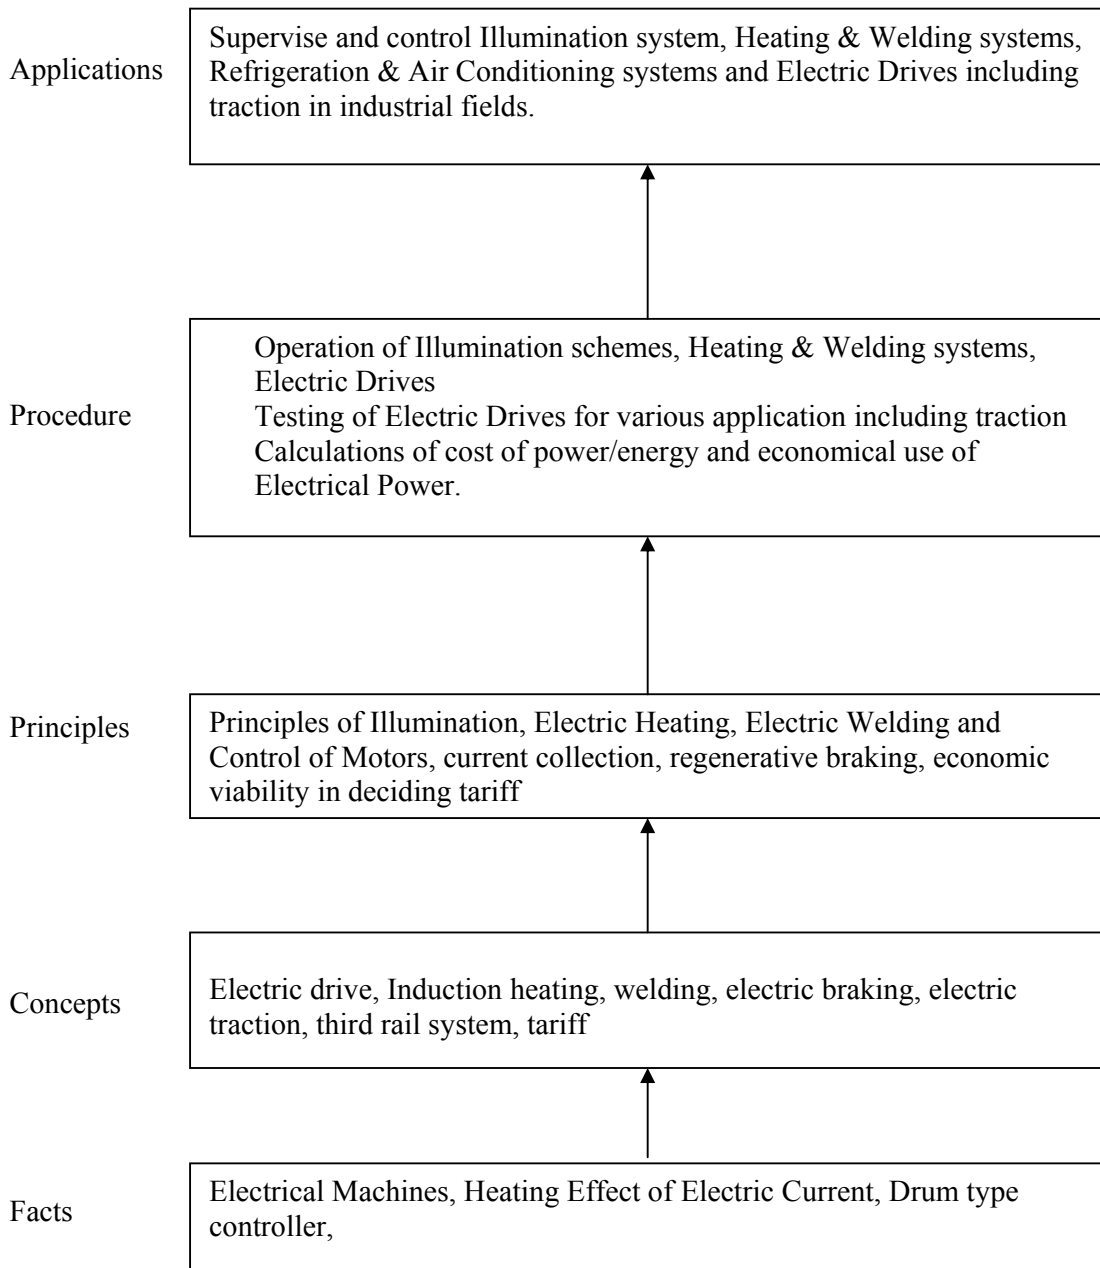 Applications
Supervise and control Illumination system, Heating & Welding systems,
Refrigeration & Air Conditioning systems and Electric Drives including
traction in industrial fields.
Procedure
Operation of Illumination schemes, Heating & Welding systems,
Electric Drives
Testing of Electric Drives for various application including traction
Calculations of cost of power/energy and economical use of
Electrical Power.
Principles
Principles of Illumination, Electric Heating, Electric Welding and
Control of Motors, current collection, regenerative braking, economic
viability in deciding tariff
Concepts
Electric drive, Induction heating, welding, electric braking, electric
traction, third rail system, tariff
Facts
Electrical Machines, Heating Effect of Electric Current, Drum type
controller,